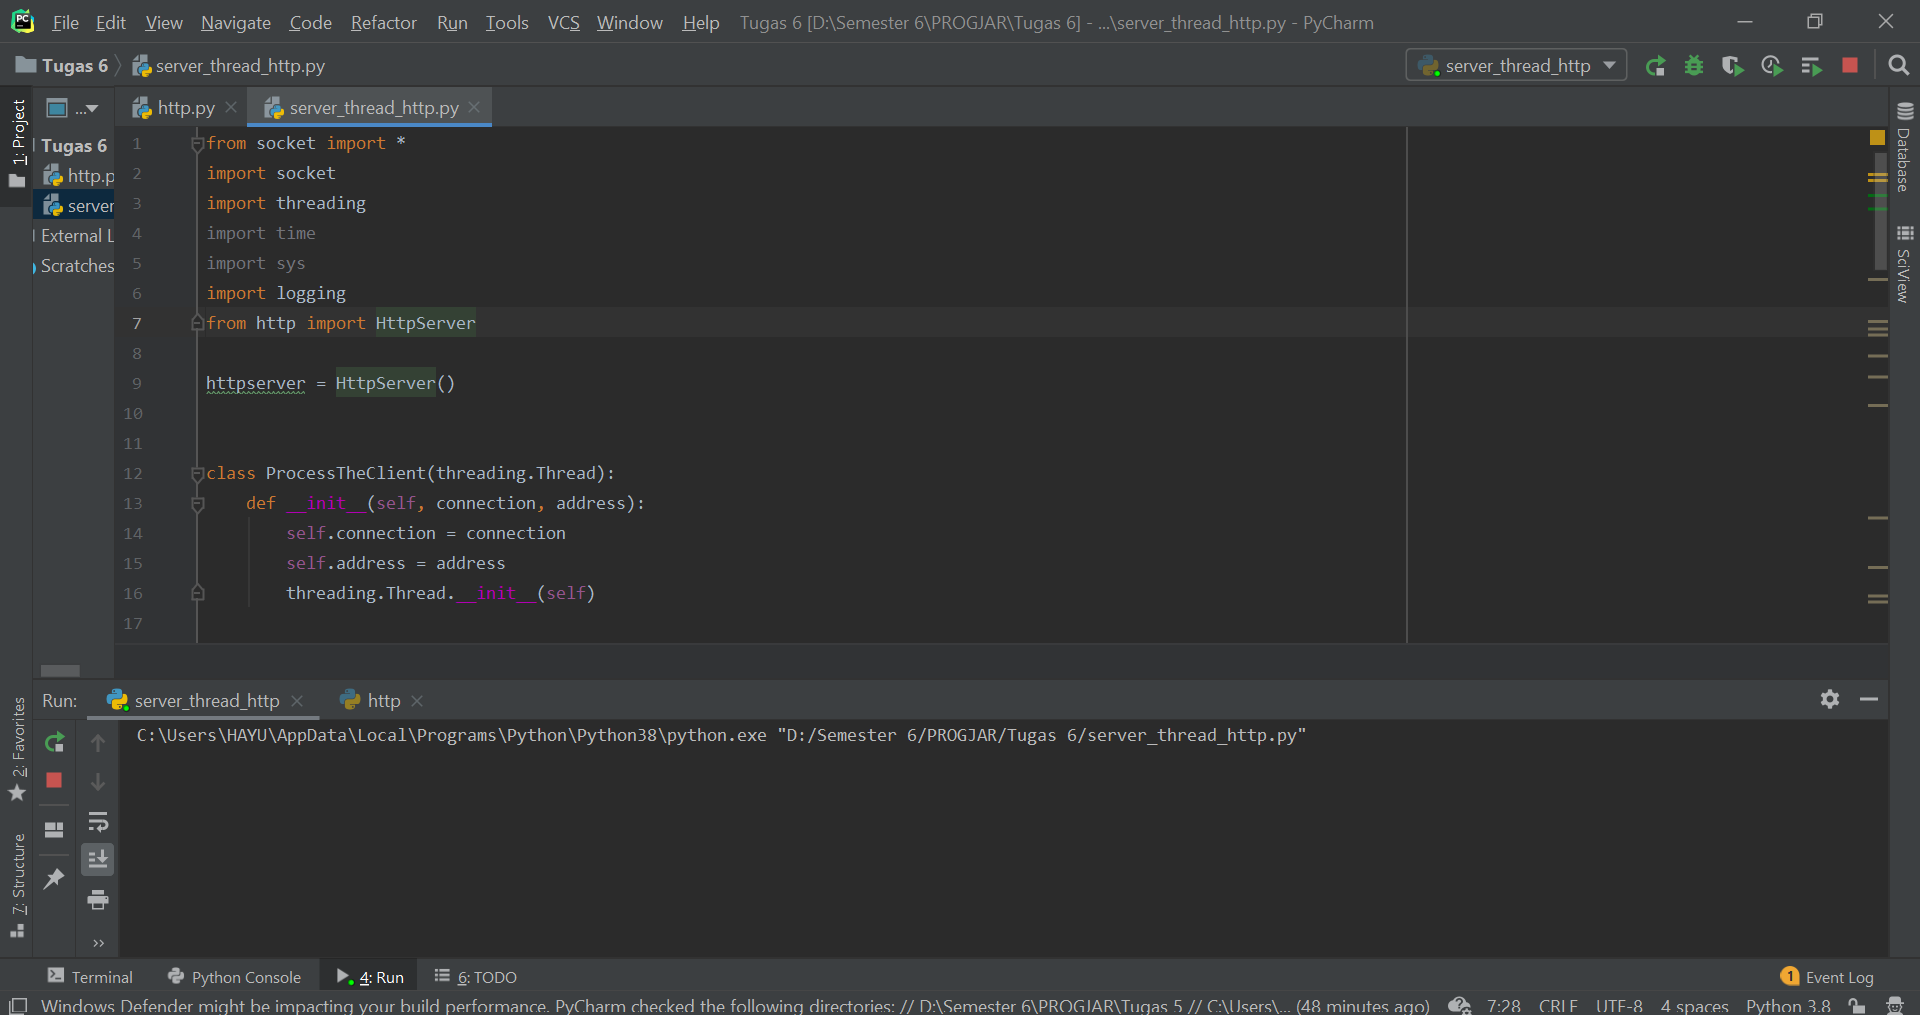 File Edit View Navigate Code Refactor Run Tools VCS Window Help Tugas 6 [D:\Semester 6\PROGJAR\Tugas 6] - ...\server_thread_http.py - PyCharm
Tugas 6 server_thread_http.py server_thread_http
1: Project
...
http.py server_thread_http.py
Tugas 6
http.p
server
External L
Scratches
1 from socket import *
2 import socket
3 import threading
4 import time
5 import sys
6 import logging
7 from http import HttpServer
8
9 httpserver = HttpServer()
10
11
12 class ProcessTheClient(threading.Thread):
13 def __init__(self, connection, address):
14 self.connection = connection
15 self.address = address
16 threading.Thread.__init__(self)
17
Database
SciView
Run: server_thread_http http
C:\Users\HAYU\AppData\Local\Programs\Python\Python38\python.exe "D:/Semester 6/PROGJAR/Tugas 6/server_thread_http.py"
2: Favorites
7: Structure
Terminal Python Console 4: Run 6: TODO 1 Event Log
Windows Defender might be impacting your build performance. PyCharm checked the following directories: // D:\Semester 6\PROGJAR\Tugas 5 // C:\Users\... (48 minutes ago) 7:28 CRLF UTF-8 4 spaces Python 3.8